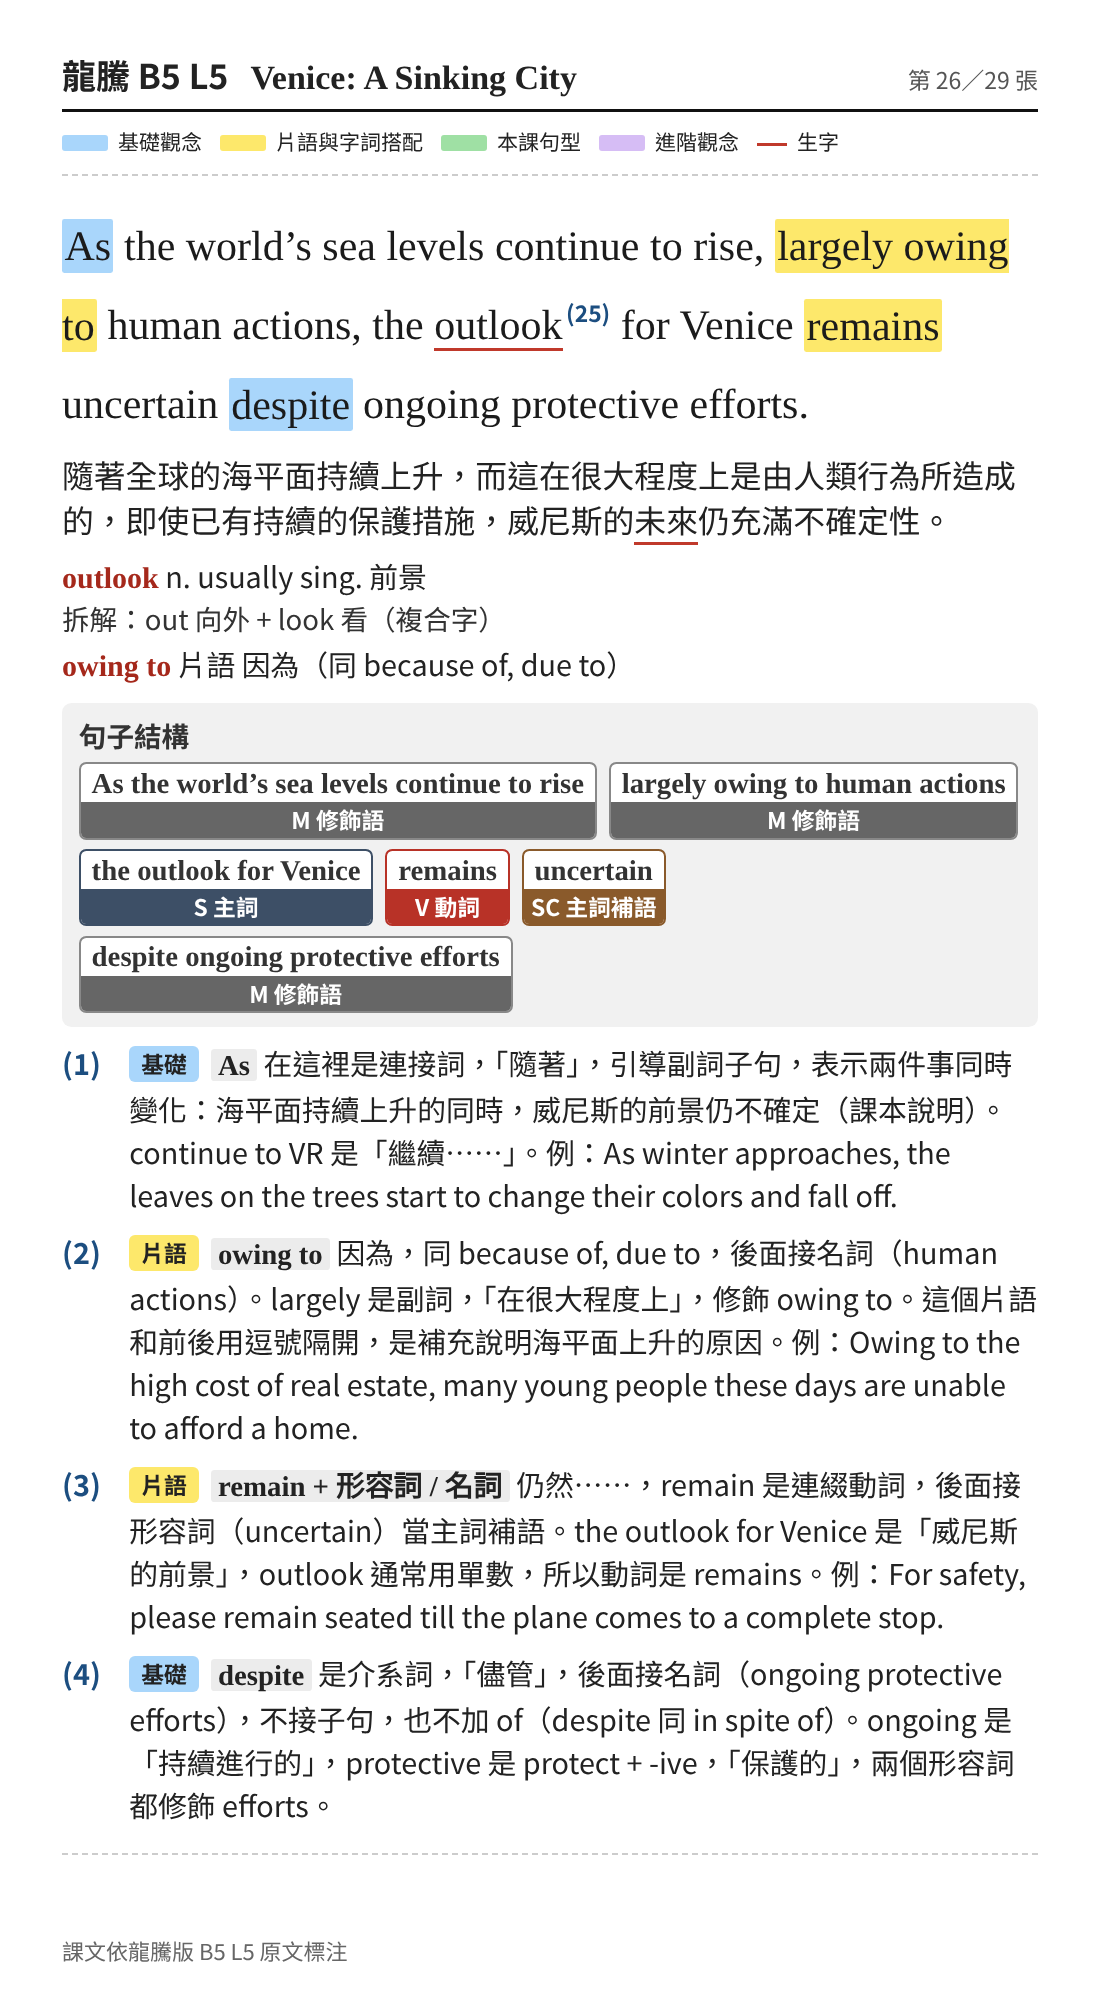 龍騰 B5 L5 Venice: A Sinking City 第 26／29 張
基礎觀念 片語與字詞搭配 本課句型 進階觀念 生字
As the world’s sea levels continue to rise, largely owing
to human actions, the outlook(25) for Venice remains
uncertain despite ongoing protective efforts.
隨著全球的海平面持續上升，而這在很大程度上是由人類行為所造成
的，即使已有持續的保護措施，威尼斯的未來仍充滿不確定性。
outlook n. usually sing. 前景
拆解：out 向外 + look 看（複合字）
owing to 片語 因為（同 because of, due to）
句子結構
As the world’s sea levels continue to rise largely owing to human actions
M 修飾語 M 修飾語
the outlook for Venice remains uncertain
S 主詞 V 動詞 SC 主詞補語
despite ongoing protective efforts
M 修飾語
(1) 基礎 As 在這裡是連接詞，「隨著」，引導副詞子句，表示兩件事同時
變化：海平面持續上升的同時，威尼斯的前景仍不確定（課本說明）。
continue to VR 是「繼續……」。例：As winter approaches, the
leaves on the trees start to change their colors and fall off.
(2) 片語 owing to 因為，同 because of, due to，後面接名詞（human
actions）。largely 是副詞，「在很大程度上」，修飾 owing to。這個片語
和前後用逗號隔開，是補充說明海平面上升的原因。例：Owing to the
high cost of real estate, many young people these days are unable
to afford a home.
(3) 片語 remain + 形容詞 / 名詞 仍然……，remain 是連綴動詞，後面接
形容詞（uncertain）當主詞補語。the outlook for Venice 是「威尼斯
的前景」，outlook 通常用單數，所以動詞是 remains。例：For safety,
please remain seated till the plane comes to a complete stop.
(4) 基礎 despite 是介系詞，「儘管」，後面接名詞（ongoing protective
efforts），不接子句，也不加 of（despite 同 in spite of）。ongoing 是
「持續進行的」，protective 是 protect + -ive，「保護的」，兩個形容詞
都修飾 efforts。
課文依龍騰版 B5 L5 原文標注